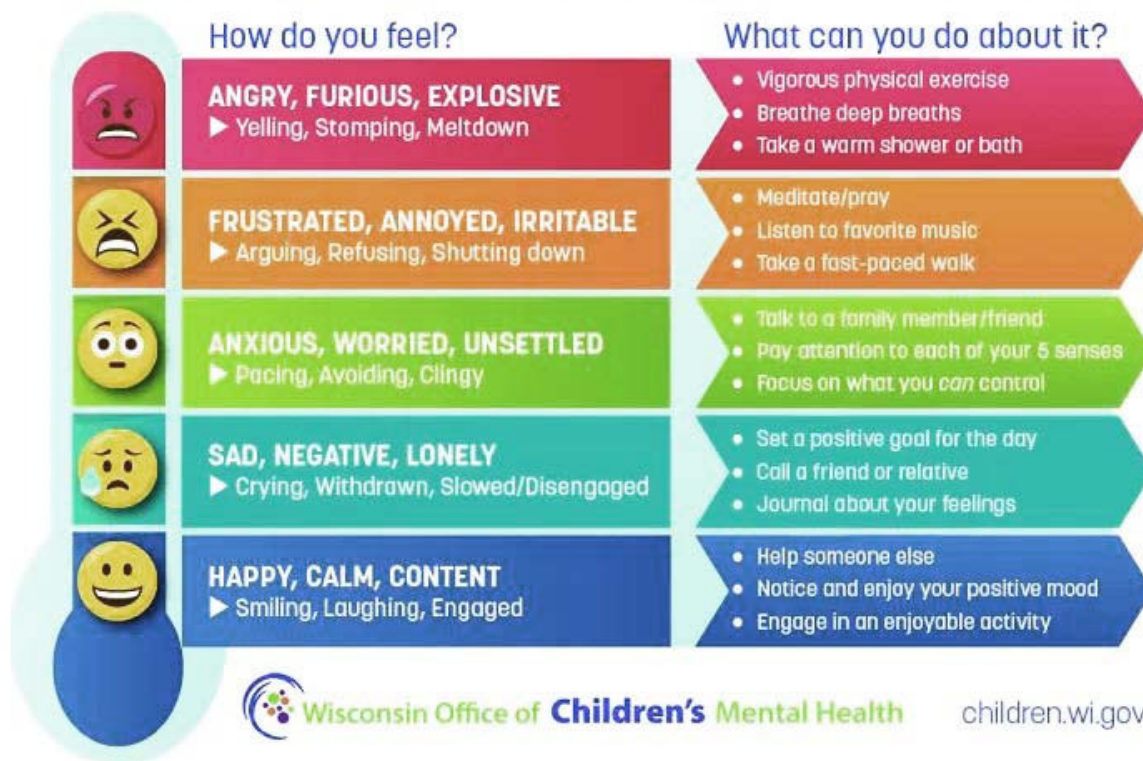 How do you feel?
What can you do about it?
ANGRY, FURIOUS, EXPLOSIVE
▶ Yelling, Stomping, Meltdown
• Vigorous physical exercise
• Breathe deep breaths
• Take a warm shower or bath
FRUSTRATED, ANNOYED, IRRITABLE
▶ Arguing, Refusing, Shutting down
• Meditate/pray
• Listen to favorite music
• Take a fast-paced walk
ANXIOUS, WORRIED, UNSETTLED
▶ Pacing, Avoiding, Clingy
• Talk to a family member/friend
• Pay attention to each of your 5 senses
• Focus on what you can control
SAD, NEGATIVE, LONELY
▶ Crying, Withdrawn, Slowed/Disengaged
• Set a positive goal for the day
• Call a friend or relative
• Journal about your feelings
HAPPY, CALM, CONTENT
▶ Smiling, Laughing, Engaged
• Help someone else
• Notice and enjoy your positive mood
• Engage in an enjoyable activity
Wisconsin Office of Children's Mental Health
children.wi.gov